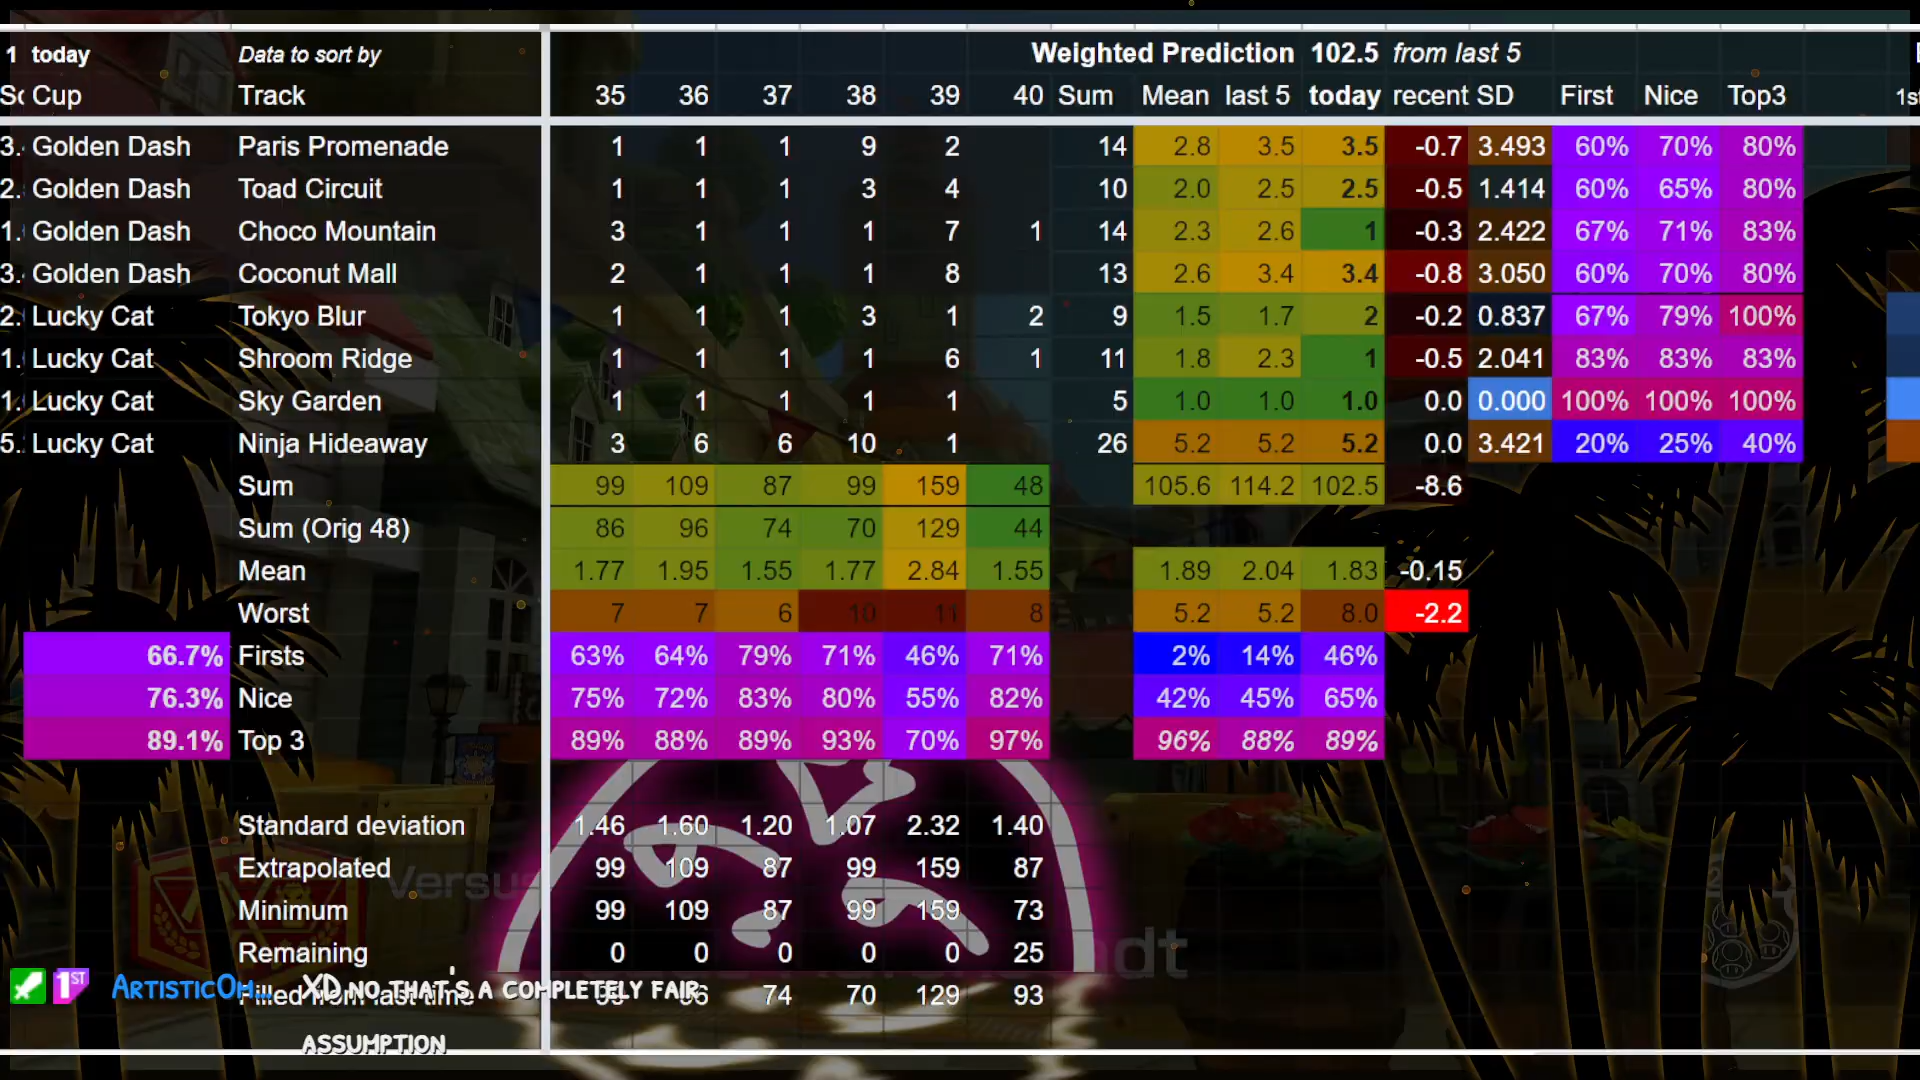 1 today Data to sort by Weighted Prediction 102.5 from last 5
Cup Track 35 36 37 38 39 40 Sum Mean last 5 today recent SD First Nice Top3
3. Golden Dash Paris Promenade 1 1 1 9 2 14 2.8 3.5 3.5 -0.7 3.493 60% 70% 80%
2. Golden Dash Toad Circuit 1 1 1 3 4 10 2.0 2.5 2.5 -0.5 1.414 60% 65% 80%
1. Golden Dash Choco Mountain 3 1 1 1 7 1 14 2.3 2.6 1 -0.3 2.422 67% 71% 83%
3. Golden Dash Coconut Mall 2 1 1 1 8 13 2.6 3.4 3.4 -0.8 3.050 60% 70% 80%
2. Lucky Cat Tokyo Blur 1 1 1 3 1 2 9 1.5 1.7 2 -0.2 0.837 67% 79% 100%
1. Lucky Cat Shroom Ridge 1 1 1 1 6 1 11 1.8 2.3 1 -0.5 2.041 83% 83% 83%
1. Lucky Cat Sky Garden 1 1 1 1 1 5 1.0 1.0 1.0 0.0 0.000 100% 100% 100%
5. Lucky Cat Ninja Hideaway 3 6 6 10 1 26 5.2 5.2 5.2 0.0 3.421 20% 25% 40%
Sum 99 109 87 99 159 48 105.6 114.2 102.5 -8.6
Sum (Orig 48) 86 96 74 70 129 44
Mean 1.77 1.95 1.55 1.77 2.84 1.55 1.89 2.04 1.83 -0.15
Worst 7 7 6 10 11 8 5.2 5.2 8.0 -2.2
66.7% Firsts 63% 64% 79% 71% 46% 71% 2% 14% 46%
76.3% Nice 75% 72% 83% 80% 55% 82% 42% 45% 65%
89.1% Top 3 89% 88% 89% 93% 70% 97% 96% 88% 89%
Standard deviation 1.46 1.60 1.20 1.07 2.32 1.40
Extrapolated 99 109 87 99 159 87
Versus
Minimum 99 109 87 99 159 73
Remaining 0 0 0 0 0 25
1ST ArtisticOh... XD no that's a completely fair
Filled from last time 74 70 129 93
assumption